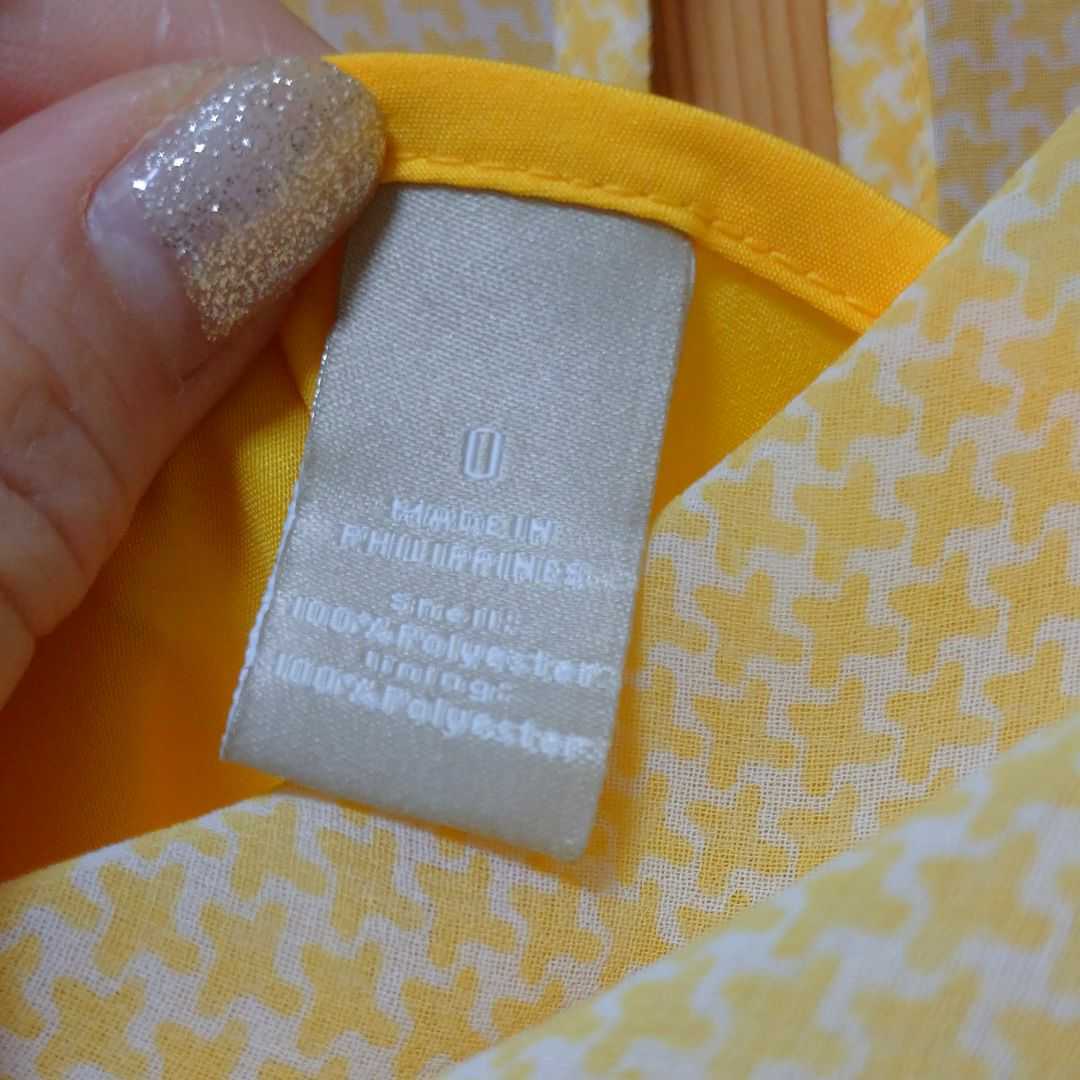 0
MADE IN
PHILIPPINES
shell:
100%Polyester
lining:
100%Polyester